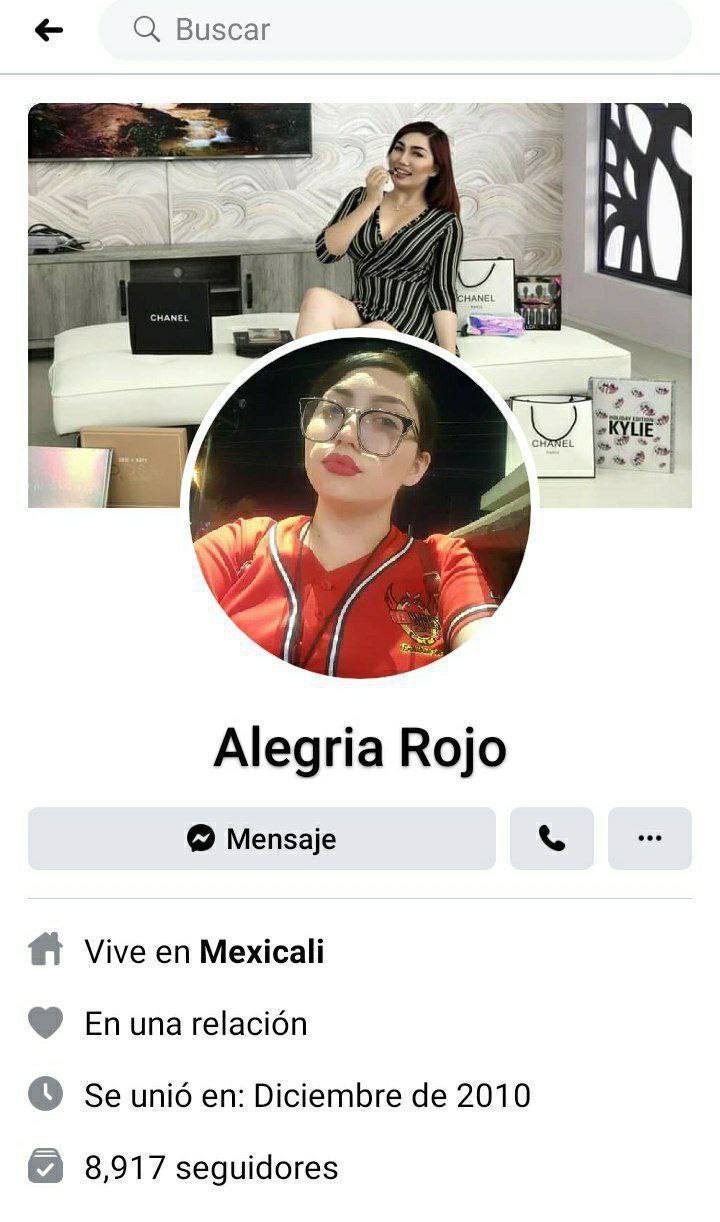 Buscar
CHANEL
CHANEL
CHANEL
HOLIDAY EDITION
KYLIE
Alegria Rojo
Mensaje
Vive en Mexicali
En una relación
Se unió en: Diciembre de 2010
8,917 seguidores